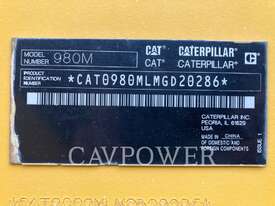 MODEL NUMBER 980M
CAT® CATERPILLAR®
CAT® CATERPILLAR® C
PRODUCT IDENTIFICATION NUMBER
*CAT0980MLMGD20286*
CATERPILLAR INC.
PEORIA, IL 61629
USA
MADE IN CHINA
OF DOMESTIC AND
FOREIGN COMPONENTS
ISSUE 1
CAVPOWER